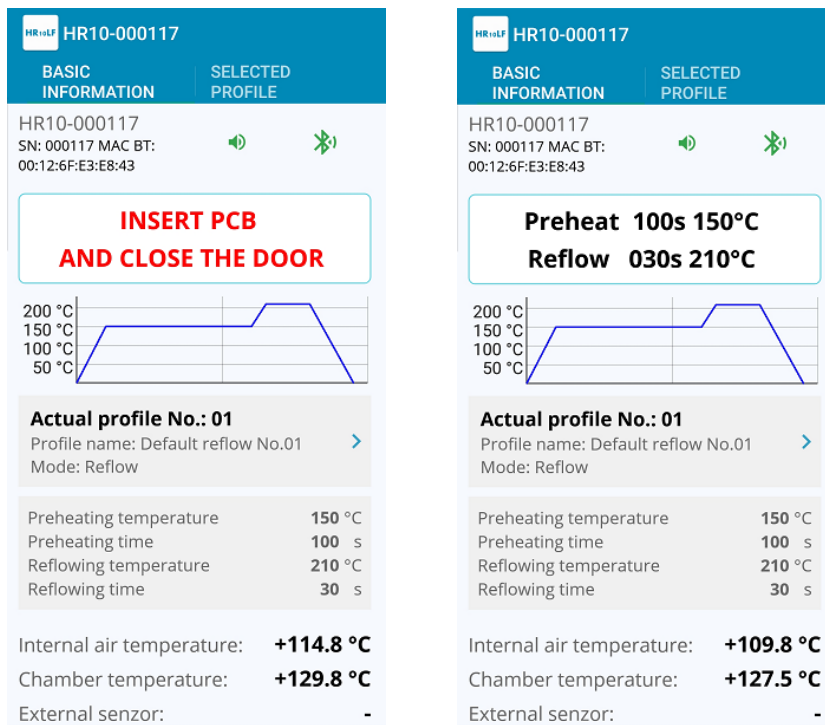 HR10LF HR10-000117
BASIC INFORMATION SELECTED PROFILE
HR10-000117
SN: 000117 MAC BT:
00:12:6F:E3:E8:43
INSERT PCB
AND CLOSE THE DOOR
200 °C
150 °C
100 °C
50 °C
Actual profile No.: 01
Profile name: Default reflow No.01
Mode: Reflow
Preheating temperature 150 °C
Preheating time 100 s
Reflowing temperature 210 °C
Reflowing time 30 s
Internal air temperature: +114.8 °C
Chamber temperature: +129.8 °C
External senzor: -
HR10LF HR10-000117
BASIC INFORMATION SELECTED PROFILE
HR10-000117
SN: 000117 MAC BT:
00:12:6F:E3:E8:43
Preheat 100s 150°C
Reflow 030s 210°C
200 °C
150 °C
100 °C
50 °C
Actual profile No.: 01
Profile name: Default reflow No.01
Mode: Reflow
Preheating temperature 150 °C
Preheating time 100 s
Reflowing temperature 210 °C
Reflowing time 30 s
Internal air temperature: +109.8 °C
Chamber temperature: +127.5 °C
External senzor: -